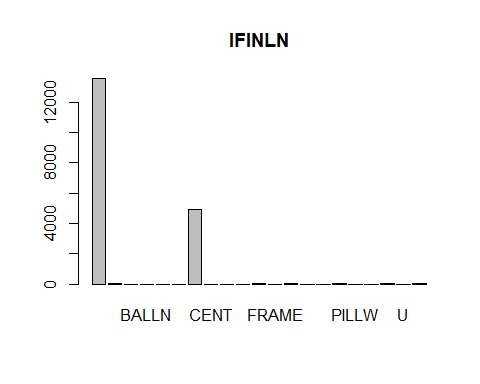 IFINLN
12000
8000
4000
0
BALLN CENT FRAME PILLW U